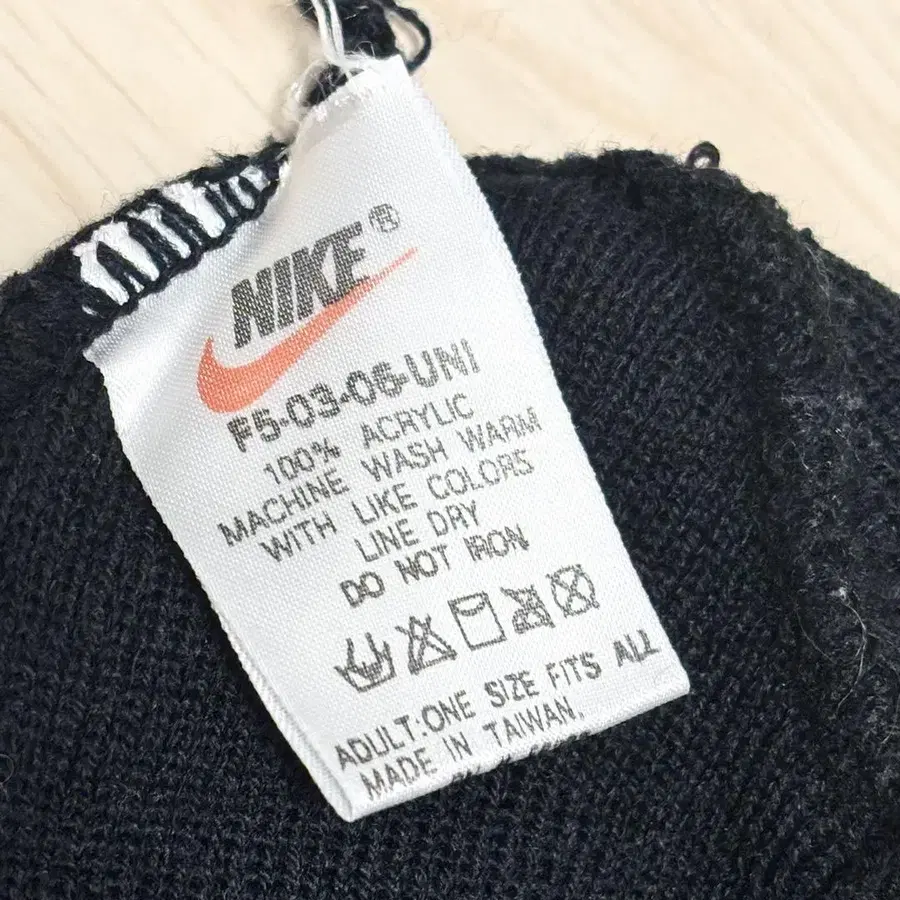 NIKE®
F5-03-06-UNI
100% ACRYLIC
MACHINE WASH WARM
WITH LIKE COLORS
LINE DRY
DO NOT IRON
ADULT:ONE SIZE FITS ALL
MADE IN TAIWAN.